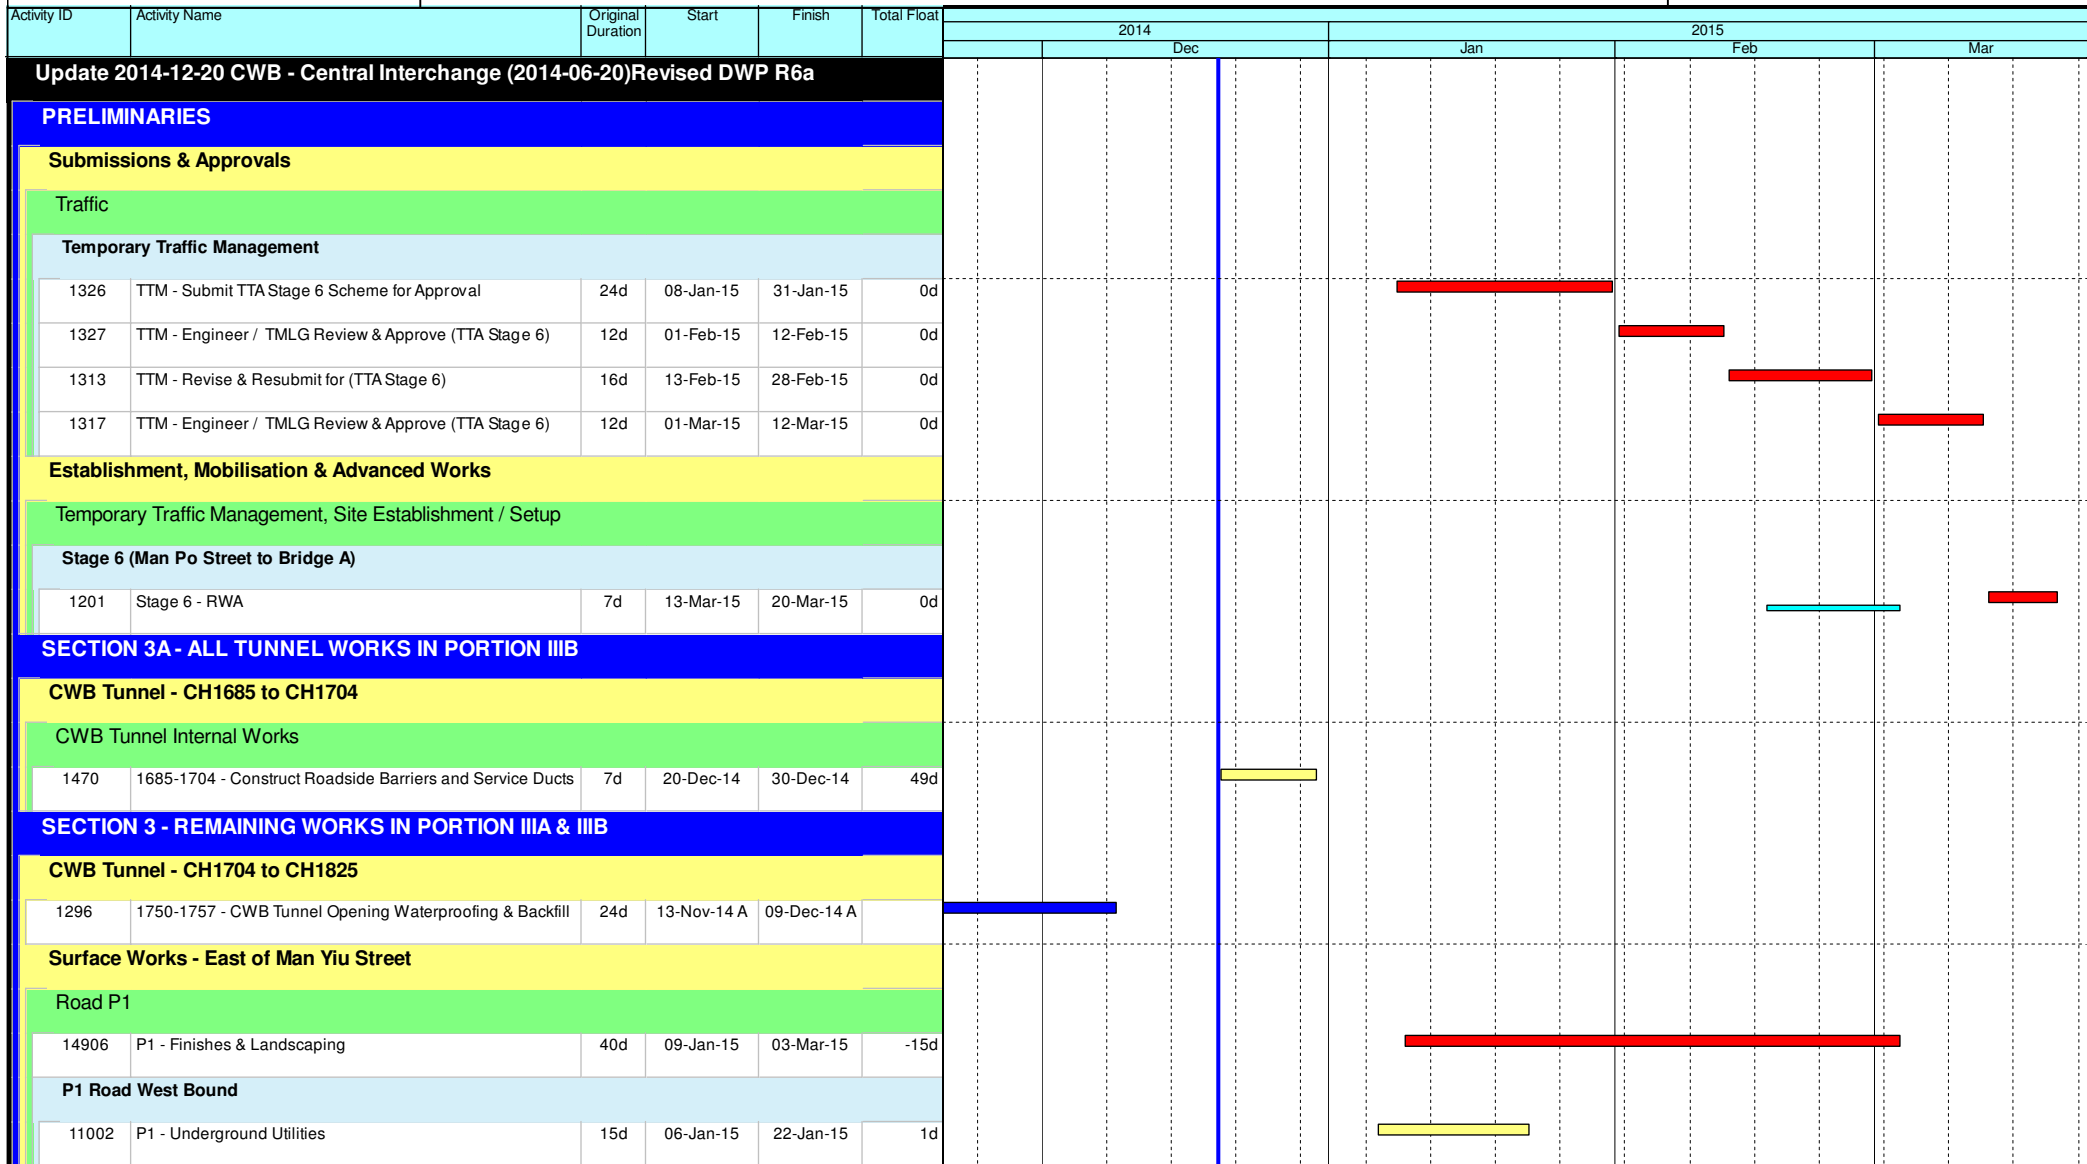 Activity ID Activity Name Original Duration Start Finish Total Float
2014 2015
Dec Jan Feb Mar
Update 2014-12-20 CWB - Central Interchange (2014-06-20)Revised DWP R6a
PRELIMINARIES
Submissions & Approvals
Traffic
Temporary Traffic Management
1326 TTM - Submit TTA Stage 6 Scheme for Approval 24d 08-Jan-15 31-Jan-15 0d
1327 TTM - Engineer / TMLG Review & Approve (TTA Stage 6) 12d 01-Feb-15 12-Feb-15 0d
1313 TTM - Revise & Resubmit for (TTA Stage 6) 16d 13-Feb-15 28-Feb-15 0d
1317 TTM - Engineer / TMLG Review & Approve (TTA Stage 6) 12d 01-Mar-15 12-Mar-15 0d
Establishment, Mobilisation & Advanced Works
Temporary Traffic Management, Site Establishment / Setup
Stage 6 (Man Po Street to Bridge A)
1201 Stage 6 - RWA 7d 13-Mar-15 20-Mar-15 0d
SECTION 3A - ALL TUNNEL WORKS IN PORTION IIIB
CWB Tunnel - CH1685 to CH1704
CWB Tunnel Internal Works
1470 1685-1704 - Construct Roadside Barriers and Service Ducts 7d 20-Dec-14 30-Dec-14 49d
SECTION 3 - REMAINING WORKS IN PORTION IIIA & IIIB
CWB Tunnel - CH1704 to CH1825
1296 1750-1757 - CWB Tunnel Opening Waterproofing & Backfill 24d 13-Nov-14 A 09-Dec-14 A
Surface Works - East of Man Yiu Street
Road P1
14906 P1 - Finishes & Landscaping 40d 09-Jan-15 03-Mar-15 -15d
P1 Road West Bound
11002 P1 - Underground Utilities 15d 06-Jan-15 22-Jan-15 1d